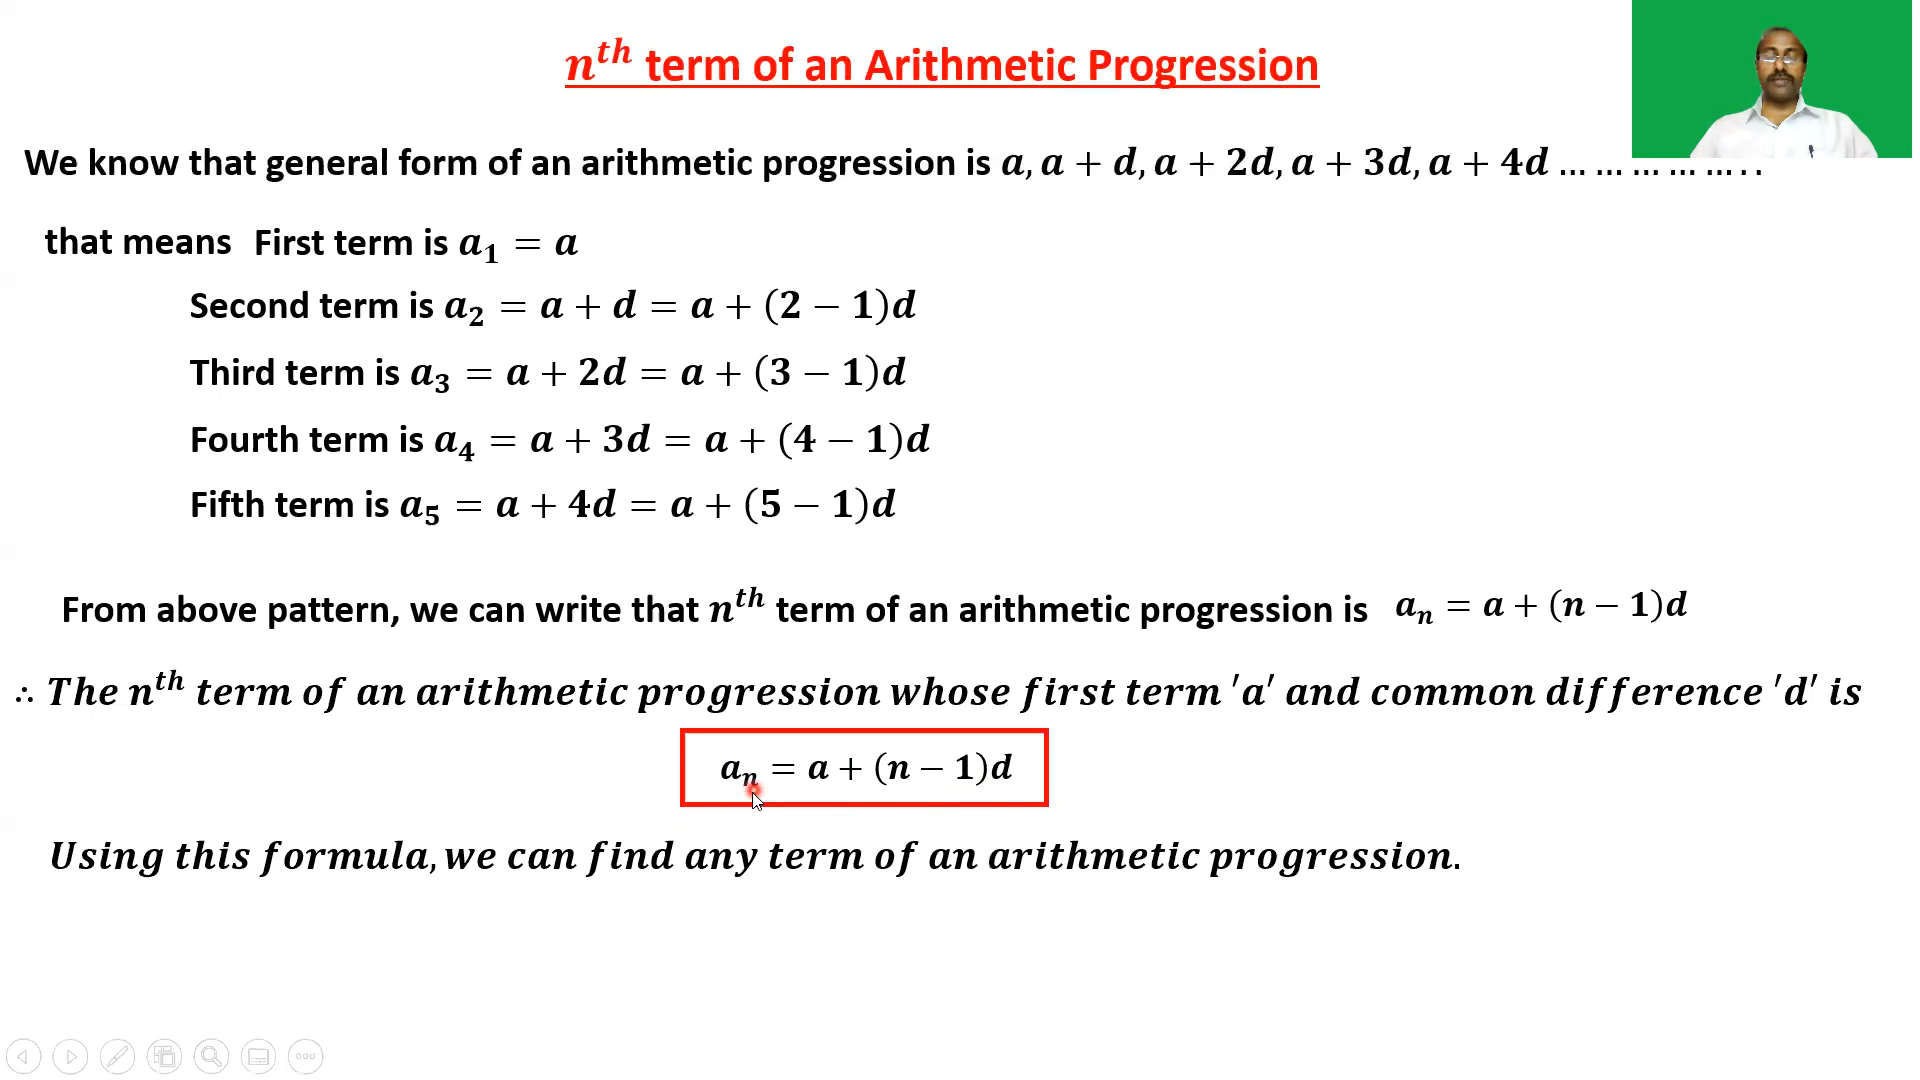 nᵗʰ term of an Arithmetic Progression
We know that general form of an arithmetic progression is a, a + d, a + 2d, a + 3d, a + 4d … … … … … . .
that means First term is a₁ = a
Second term is a₂ = a + d = a + (2 − 1)d
Third term is a₃ = a + 2d = a + (3 − 1)d
Fourth term is a₄ = a + 3d = a + (4 − 1)d
Fifth term is a₅ = a + 4d = a + (5 − 1)d
From above pattern, we can write that nᵗʰ term of an arithmetic progression is aₙ = a + (n − 1)d
∴ The nᵗʰ term of an arithmetic progression whose first term ′a′ and common difference ′d′ is
aₙ = a + (n − 1)d
Using this formula, we can find any term of an arithmetic progression.